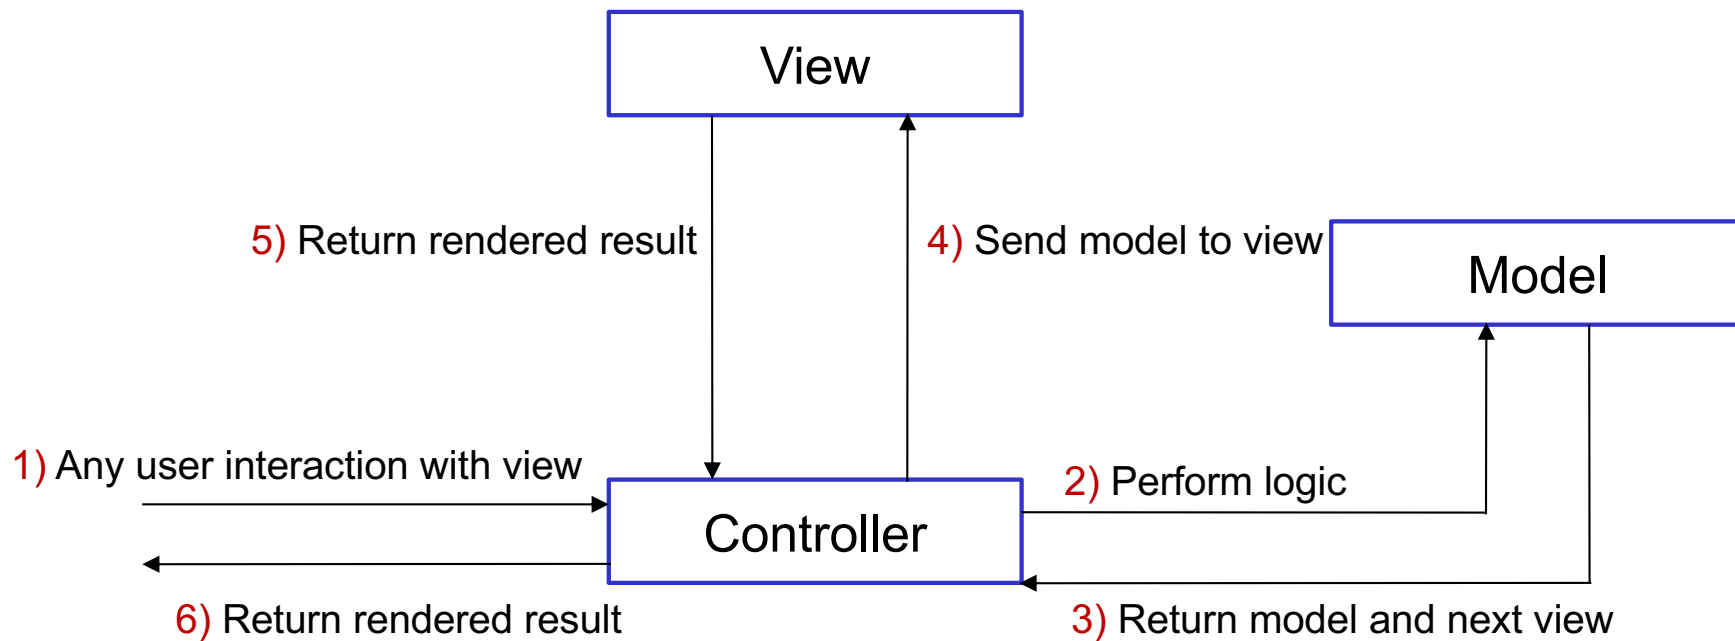 View
5) Return rendered result
4) Send model to view
Model
1) Any user interaction with view
2) Perform logic
Controller
6) Return rendered result
3) Return model and next view